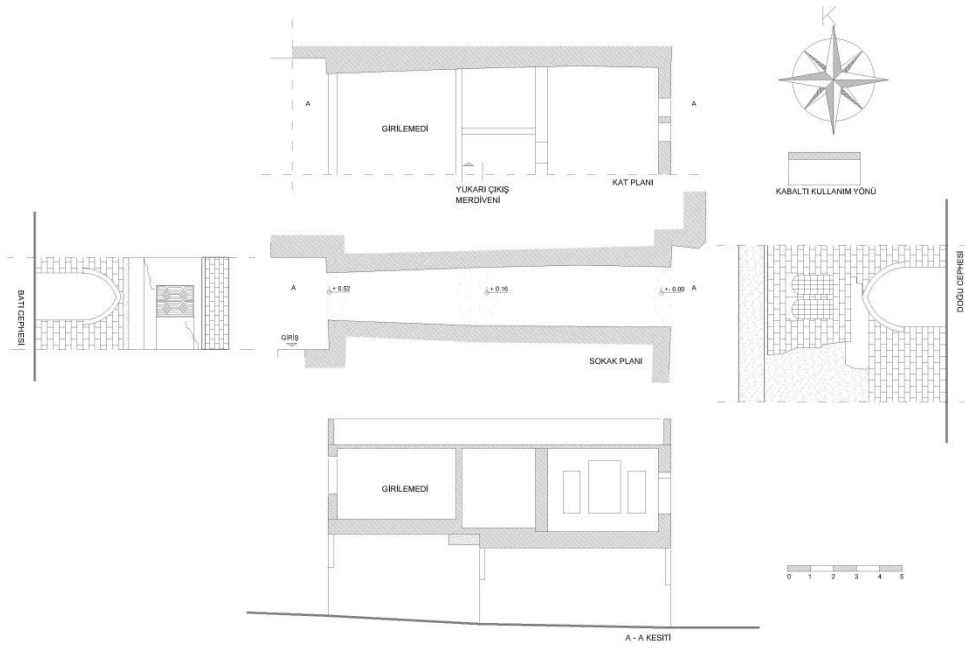 K
A
A
GİRİLEMEDİ
YUKARI ÇIKIŞ
MERDİVENİ
KAT PLANI
KABALTI KULLANIM YÖNÜ
BATI CEPHESİ
A
+ 0.52
+ 0.16
+- 0.00
A
GİRİŞ
SOKAK PLANI
DOĞU CEPHESİ
GİRİLEMEDİ
0 1 2 3 4 5
A - A KESİTİ